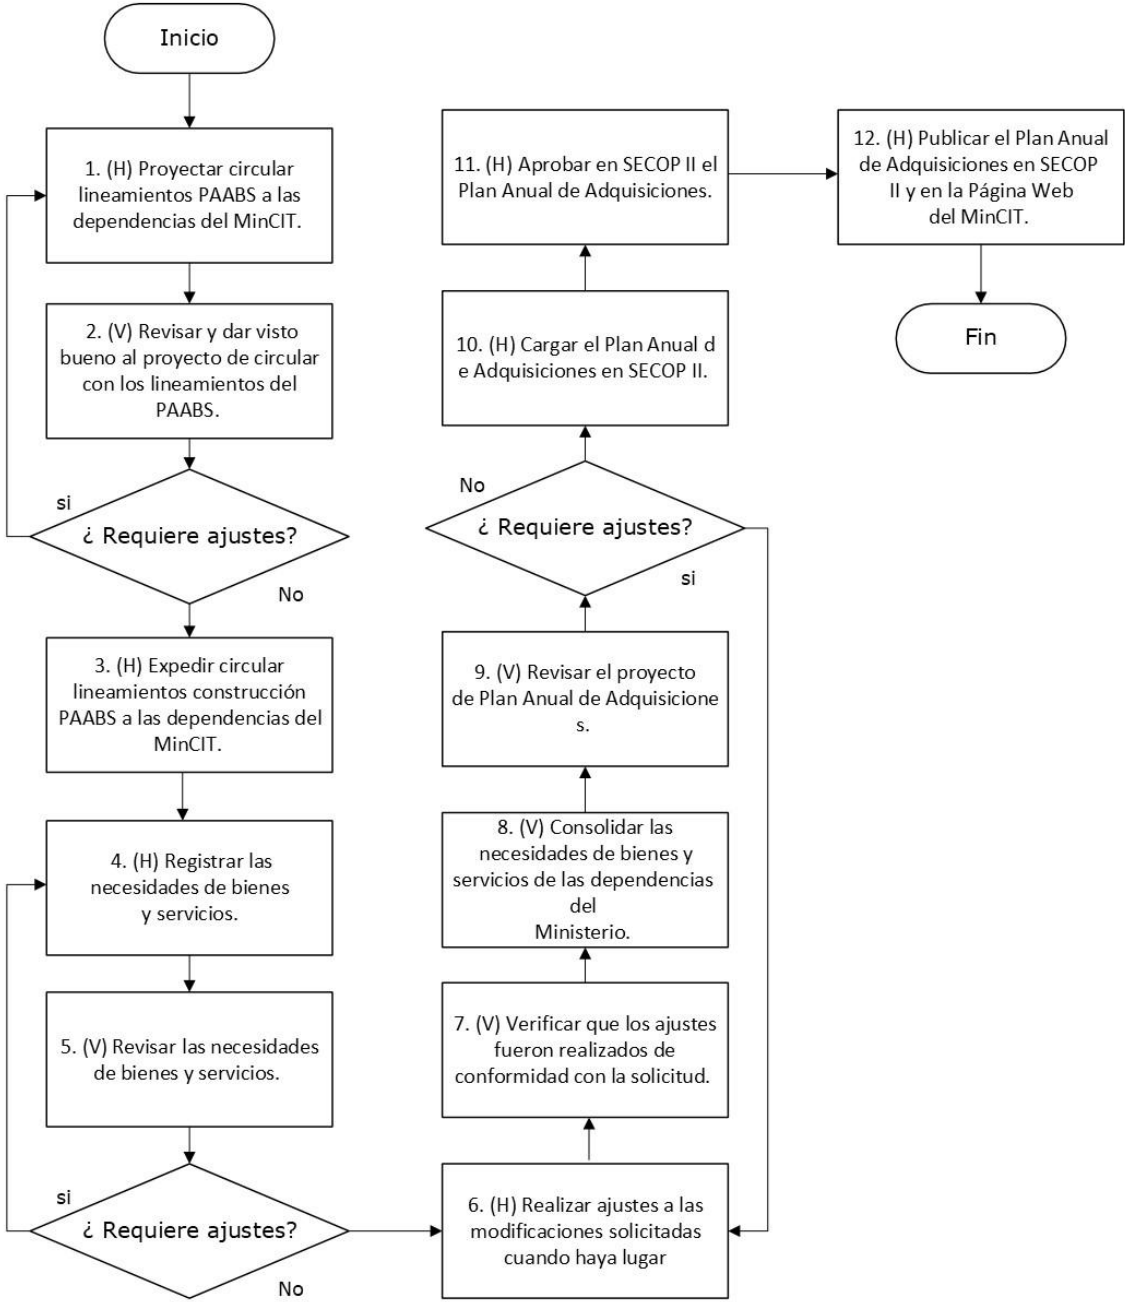 Inicio
1. (H) Proyectar circular
lineamientos PAABS a las
dependencias del MinCIT.
2. (V) Revisar y dar visto
bueno al proyecto de circular
con los lineamientos del
PAABS.
si
¿ Requiere ajustes?
No
3. (H) Expedir circular
lineamientos construcción
PAABS a las dependencias del
MinCIT.
4. (H) Registrar las
necesidades de bienes
y servicios.
5. (V) Revisar las necesidades
de bienes y servicios.
si
¿ Requiere ajustes?
No
6. (H) Realizar ajustes a las
modificaciones solicitadas
cuando haya lugar
7. (V) Verificar que los ajustes
fueron realizados de
conformidad con la solicitud.
8. (V) Consolidar las
necesidades de bienes y
servicios de las dependencias
del
Ministerio.
9. (V) Revisar el proyecto
de Plan Anual de Adquisicione
s.
No
¿ Requiere ajustes?
si
10. (H) Cargar el Plan Anual d
e Adquisiciones en SECOP II.
11. (H) Aprobar en SECOP II el
Plan Anual de Adquisiciones.
12. (H) Publicar el Plan Anual
de Adquisiciones en SECOP
II y en la Página Web
del MinCIT.
Fin